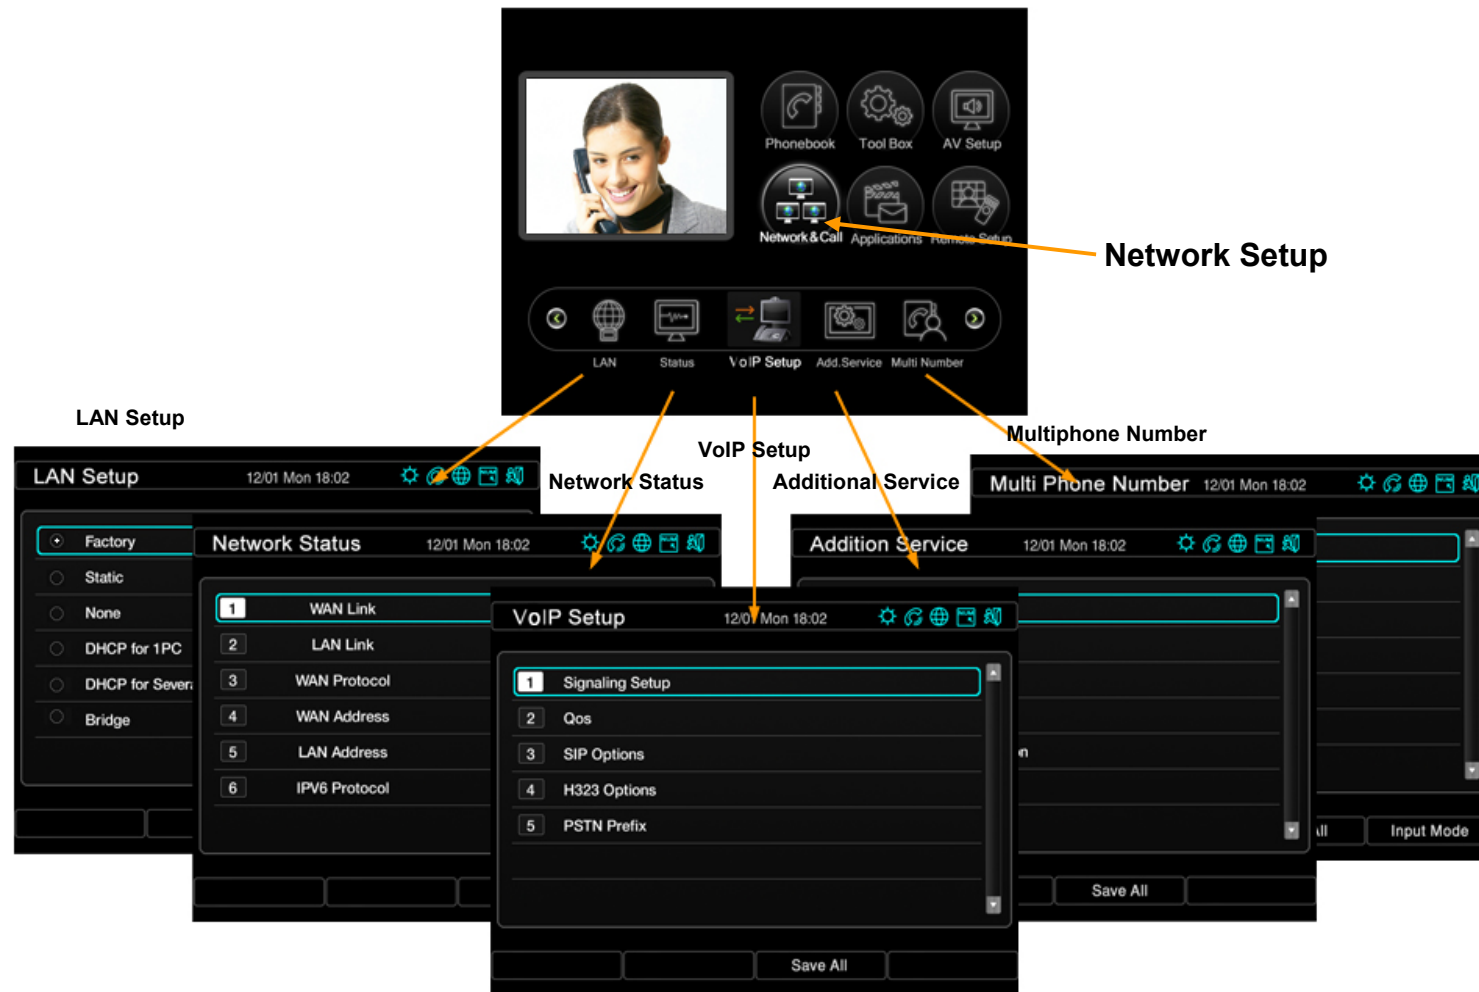 Phonebook
Tool Box
AV Setup
Network&Call
Applications
Remote Setup
Network Setup
LAN
Status
VoIP Setup
Add.Service
Multi Number
LAN Setup
VoIP Setup
Multiphone Number
Network Status
Additional Service
LAN Setup
12/01 Mon 18:02
Factory
Static
None
DHCP for 1PC
DHCP for Severa
Bridge
Network Status
12/01 Mon 18:02
1 WAN Link
2 LAN Link
3 WAN Protocol
4 WAN Address
5 LAN Address
6 IPV6 Protocol
VoIP Setup
12/01 Mon 18:02
1 Signaling Setup
2 Qos
3 SIP Options
4 H323 Options
5 PSTN Prefix
Save All
Addition Service
12/01 Mon 18:02
on
Save All
Multi Phone Number 12/01 Mon 18:02
All
Input Mode